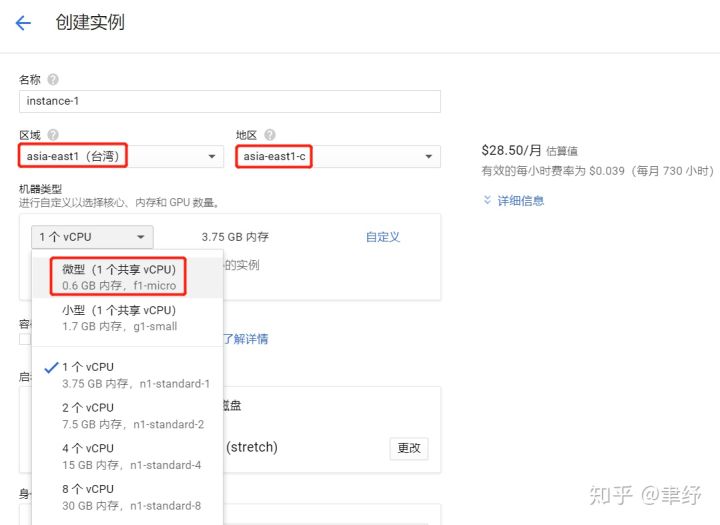 创建实例
名称
instance-1
区域 地区
asia-east1（台湾） asia-east1-c
$28.50/月 估算值
有效的每小时费率为 $0.039（每月 730 小时）
详细信息
机器类型
进行自定义以选择核心、内存和 GPU 数量。
1 个 vCPU 3.75 GB 内存 自定义
微型（1 个共享 vCPU） 的实例
0.6 GB 内存，f1-micro
小型（1 个共享 vCPU）
1.7 GB 内存，g1-small
容 了解详情
1 个 vCPU
3.75 GB 内存，n1-standard-1
启
2 个 vCPU 磁盘
7.5 GB 内存，n1-standard-2
4 个 vCPU (stretch) 更改
15 GB 内存，n1-standard-4
8 个 vCPU
身
30 GB 内存，n1-standard-8
知乎 @聿纾